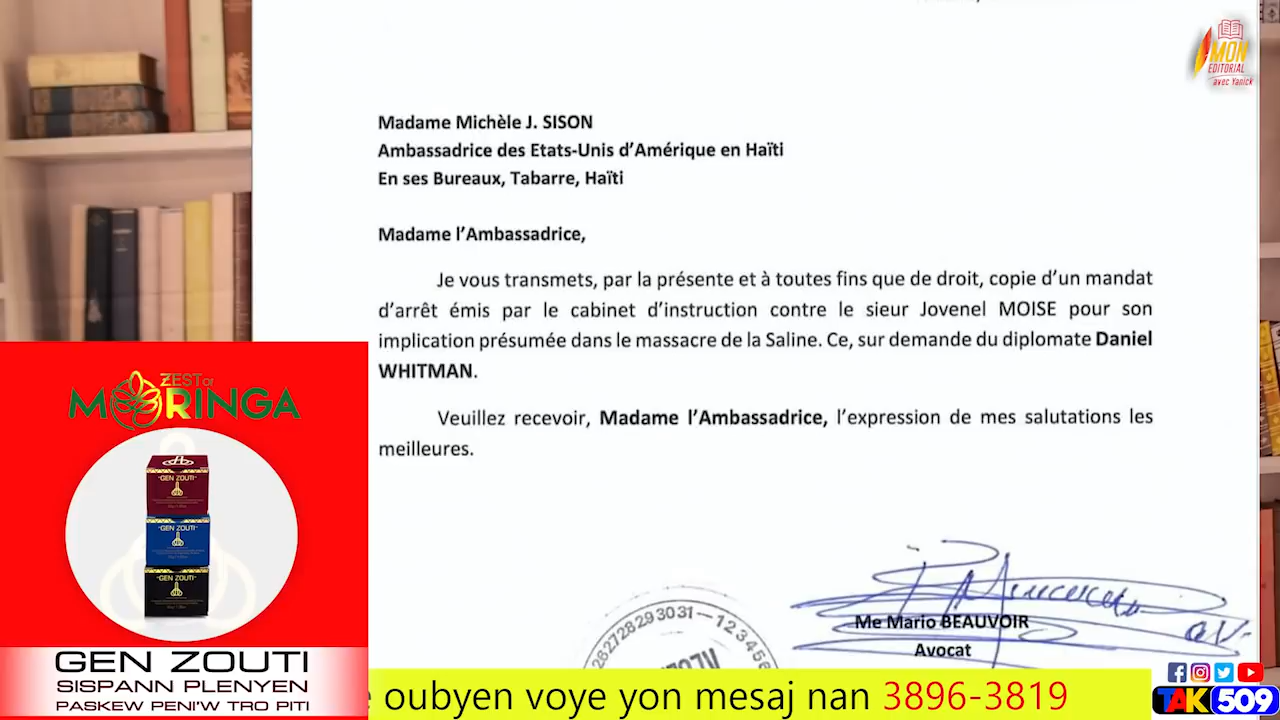 MON
EDITORIAL
avec Yanick
Madame Michèle J. SISON
Ambassadrice des Etats-Unis d'Amérique en Haïti
En ses Bureaux, Tabarre, Haïti
Madame l'Ambassadrice,
Je vous transmets, par la présente et à toutes fins que de droit, copie d'un mandat
d'arrêt émis par le cabinet d'instruction contre le sieur Jovenel MOISE pour son
implication présumée dans le massacre de la Saline. Ce, sur demande du diplomate Daniel
WHITMAN.
Veuillez recevoir, Madame l'Ambassadrice, l'expression de mes salutations les
meilleures.
Me Mario BEAUVOIR
Avocat
262728293031—123456
ZEST OF
MORINGA
GEN ZOUTI
GEN ZOUTI
GEN ZOUTI
GEN ZOUTI
SISPANN PLENYEN
PASKEW PENI'W TRO PITI
oubyen voye yon mesaj nan 3896-3819
TAK 509